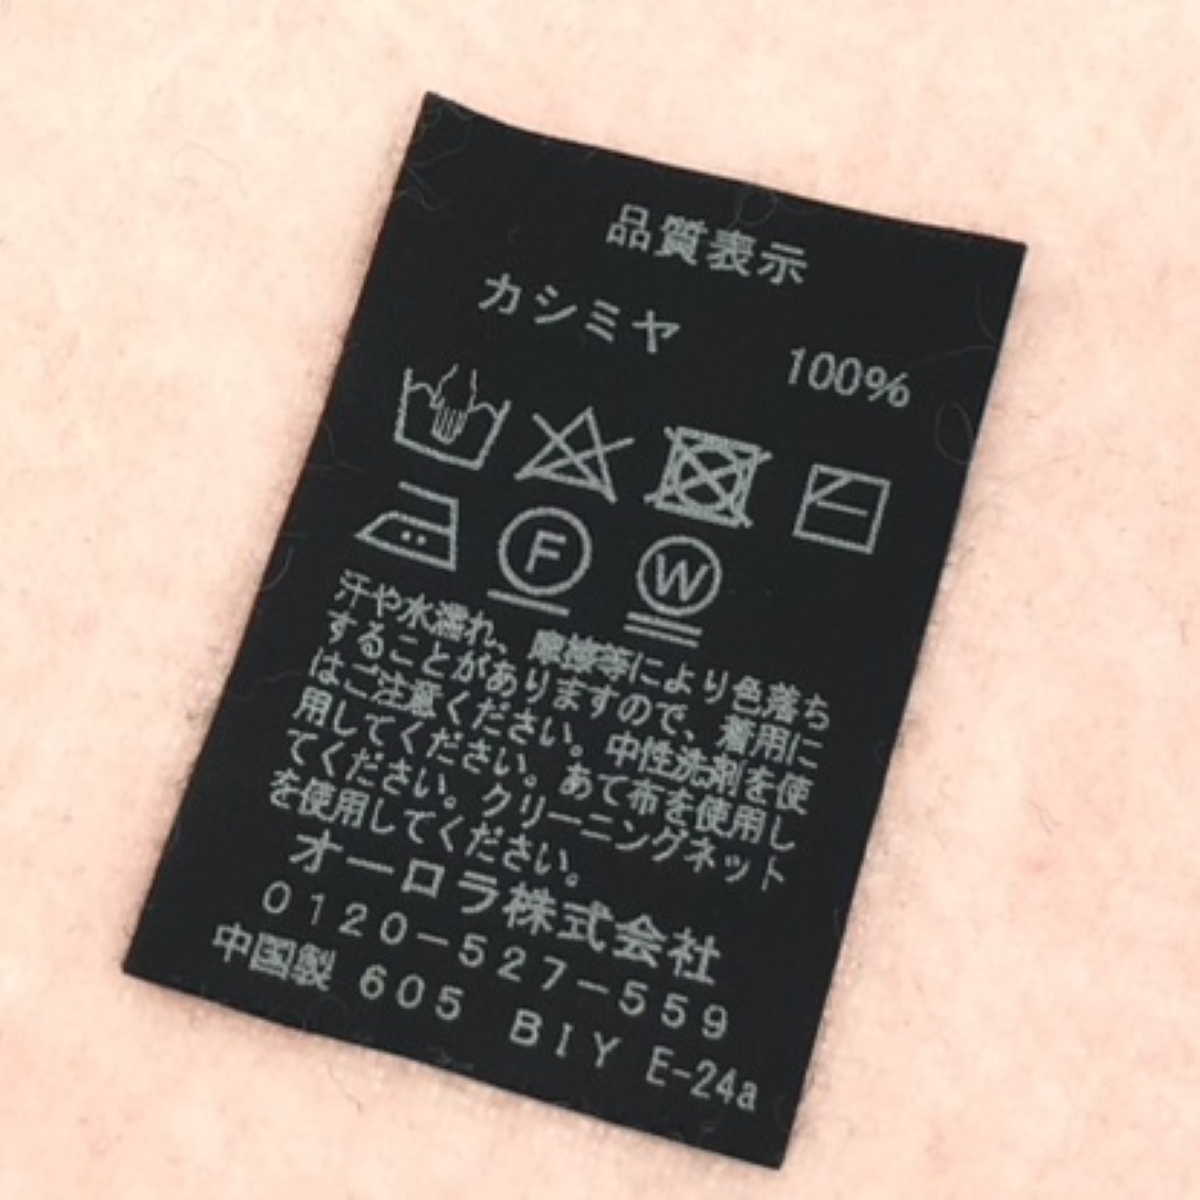 品質表示
カシミヤ 100%
F W
汗や水濡れ、摩擦等により色落ち
することがありますので、着用に
はご注意ください。中性洗剤を使
用してください。あて布を使用し
てください。クリーニングネット
を使用してください。
オーロラ株式会社
0120-527-559
中国製 605 BIY E-24a